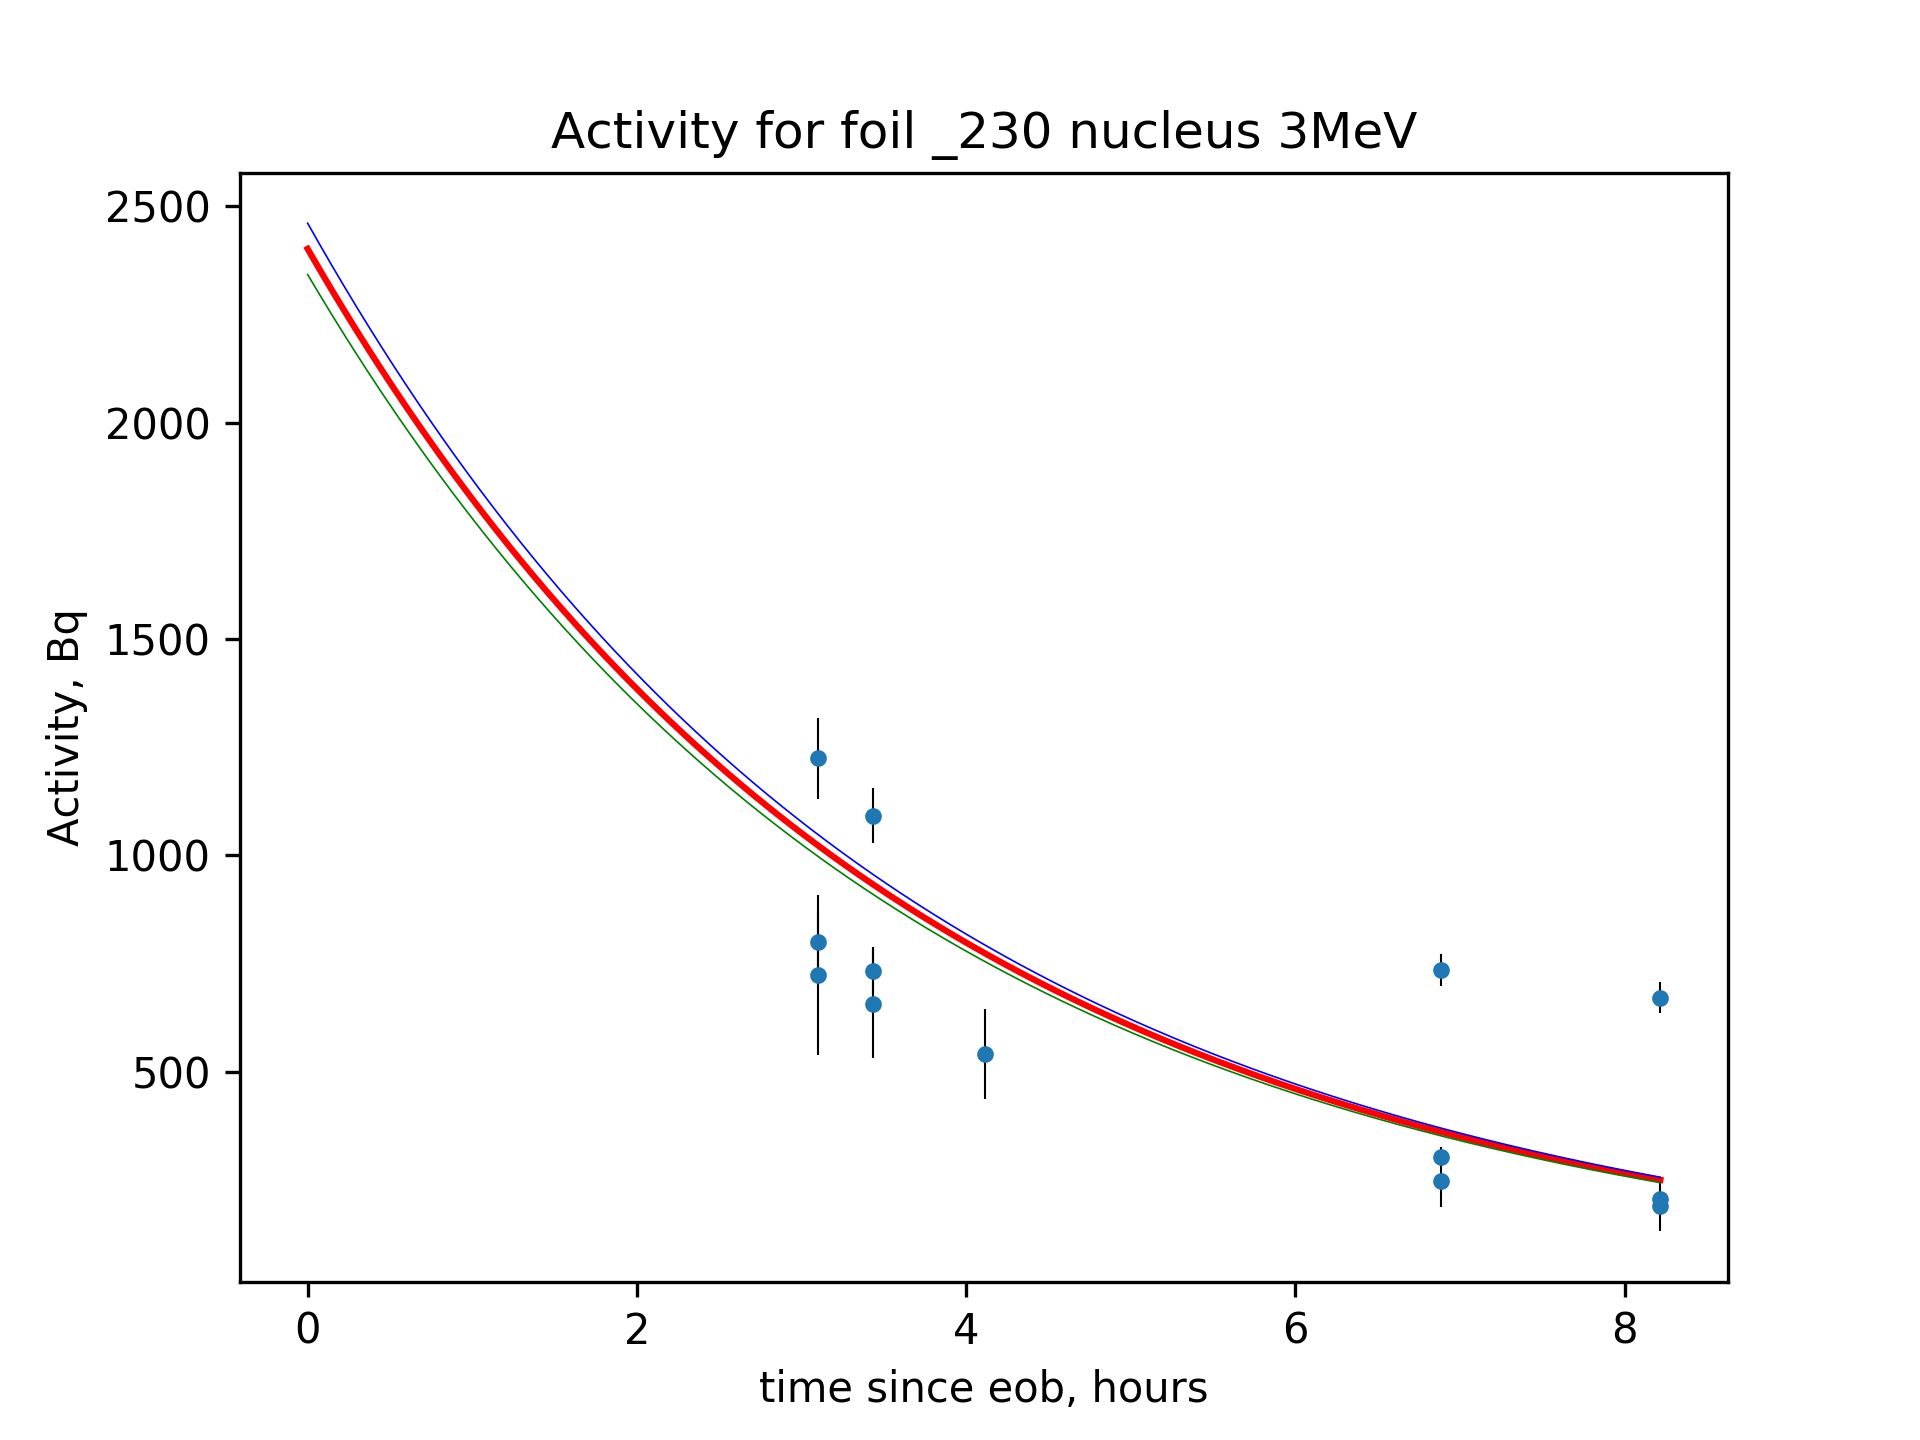 Activity for foil _230 nucleus 3MeV
2500
2000
1500
1000
500
Activity, Bq
0 2 4 6 8
time since eob, hours